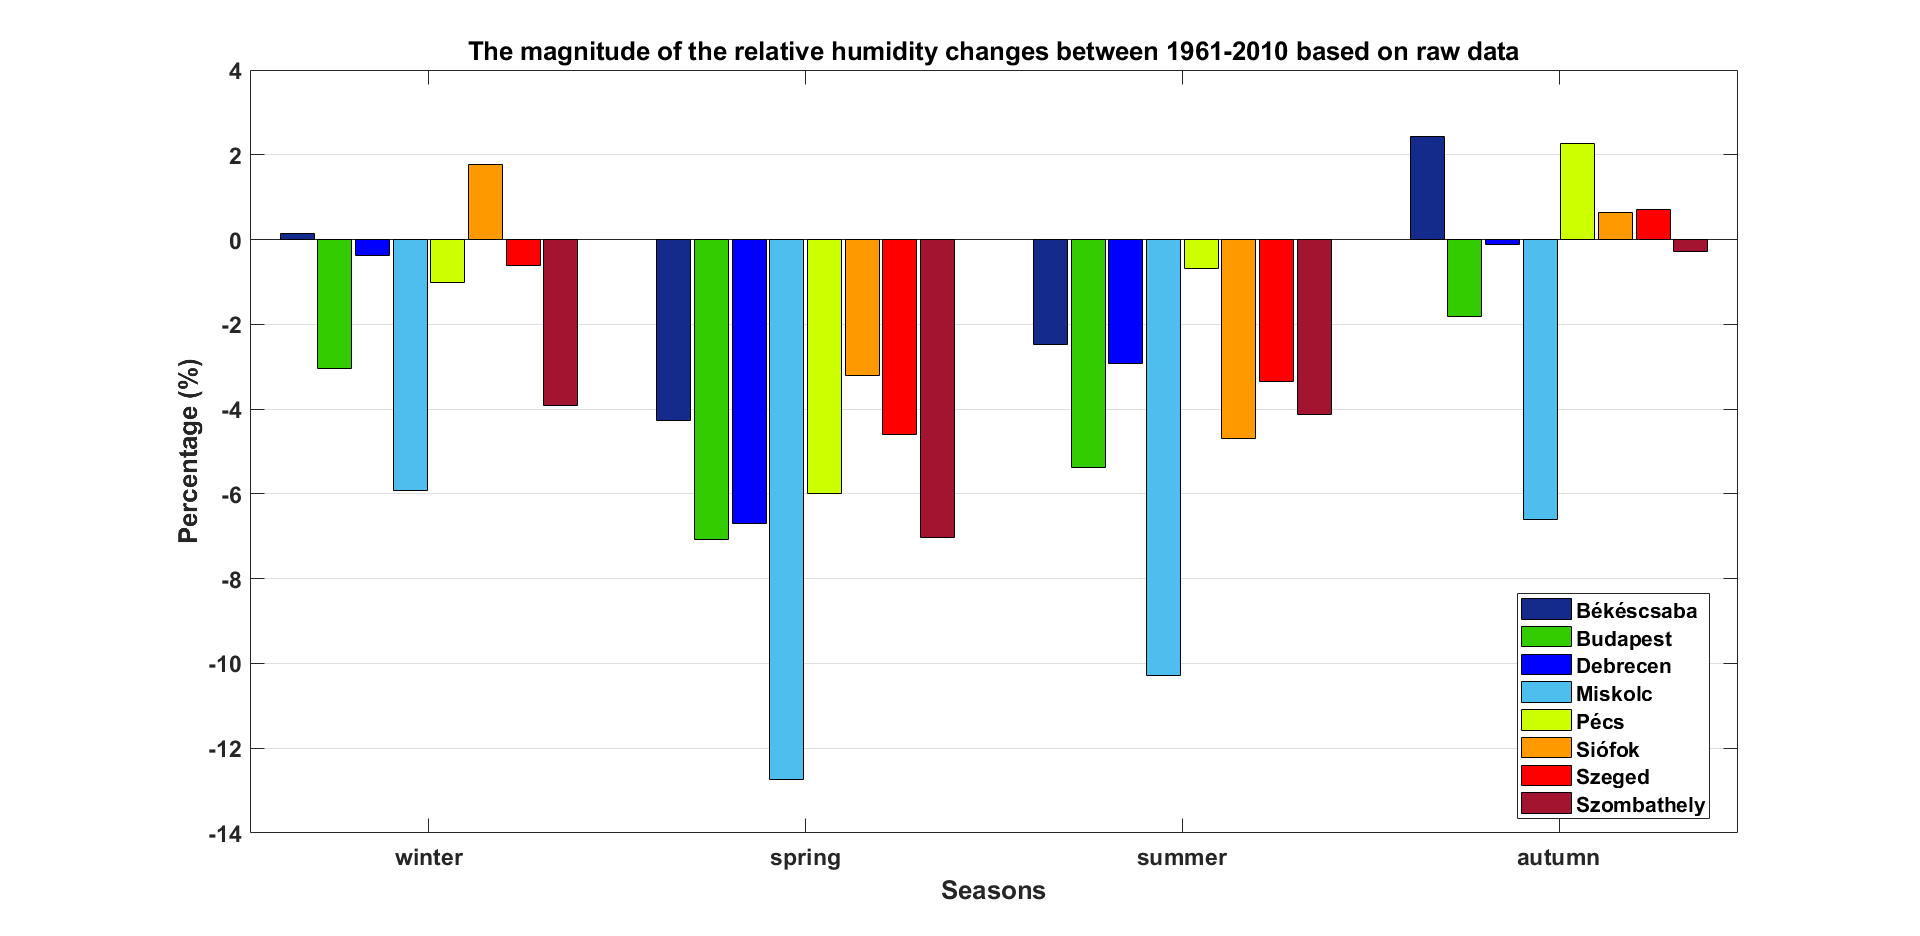 The magnitude of the relative humidity changes between 1961-2010 based on raw data
4
2
0
-2
-4
-6
-8
-10
-12
-14
Percentage (%)
winter
spring
summer
autumn
Seasons
Békéscsaba
Budapest
Debrecen
Miskolc
Pécs
Siófok
Szeged
Szombathely